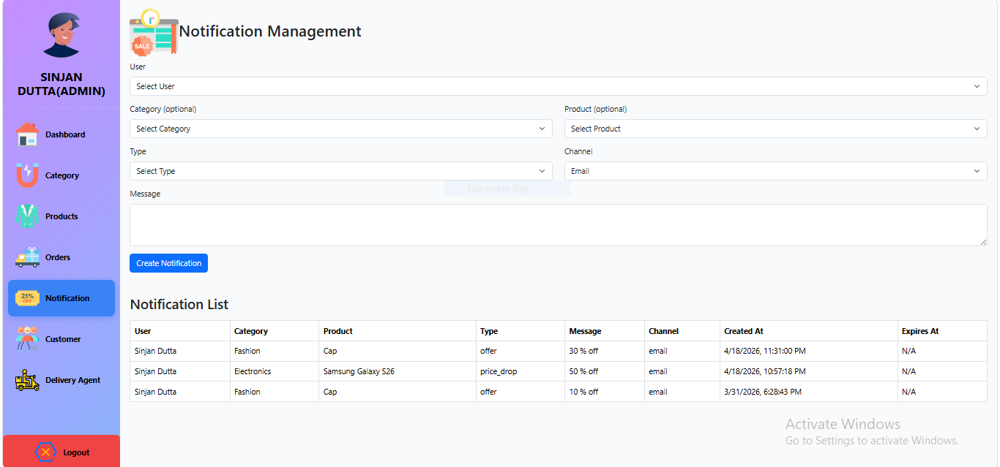 SINJAN
DUTTA(ADMIN)
Dashboard
Category
Products
Orders
25%
OFF
Notification
Customer
Delivery Agent
Logout
SALE
Notification Management
User
Select User
Category (optional)
Product (optional)
Select Category
Select Product
Type
Channel
Select Type
Email
Full-screen Snip
Message
Create Notification
Notification List
User Category Product Type Message Channel Created At Expires At
Sinjan Dutta Fashion Cap offer 30 % off email 4/18/2026, 11:31:00 PM N/A
Sinjan Dutta Electronics Samsung Galaxy S26 price_drop 50 % off email 4/18/2026, 10:57:18 PM N/A
Sinjan Dutta Fashion Cap offer 10 % off email 3/31/2026, 6:28:43 PM N/A
Activate Windows
Go to Settings to activate Windows.